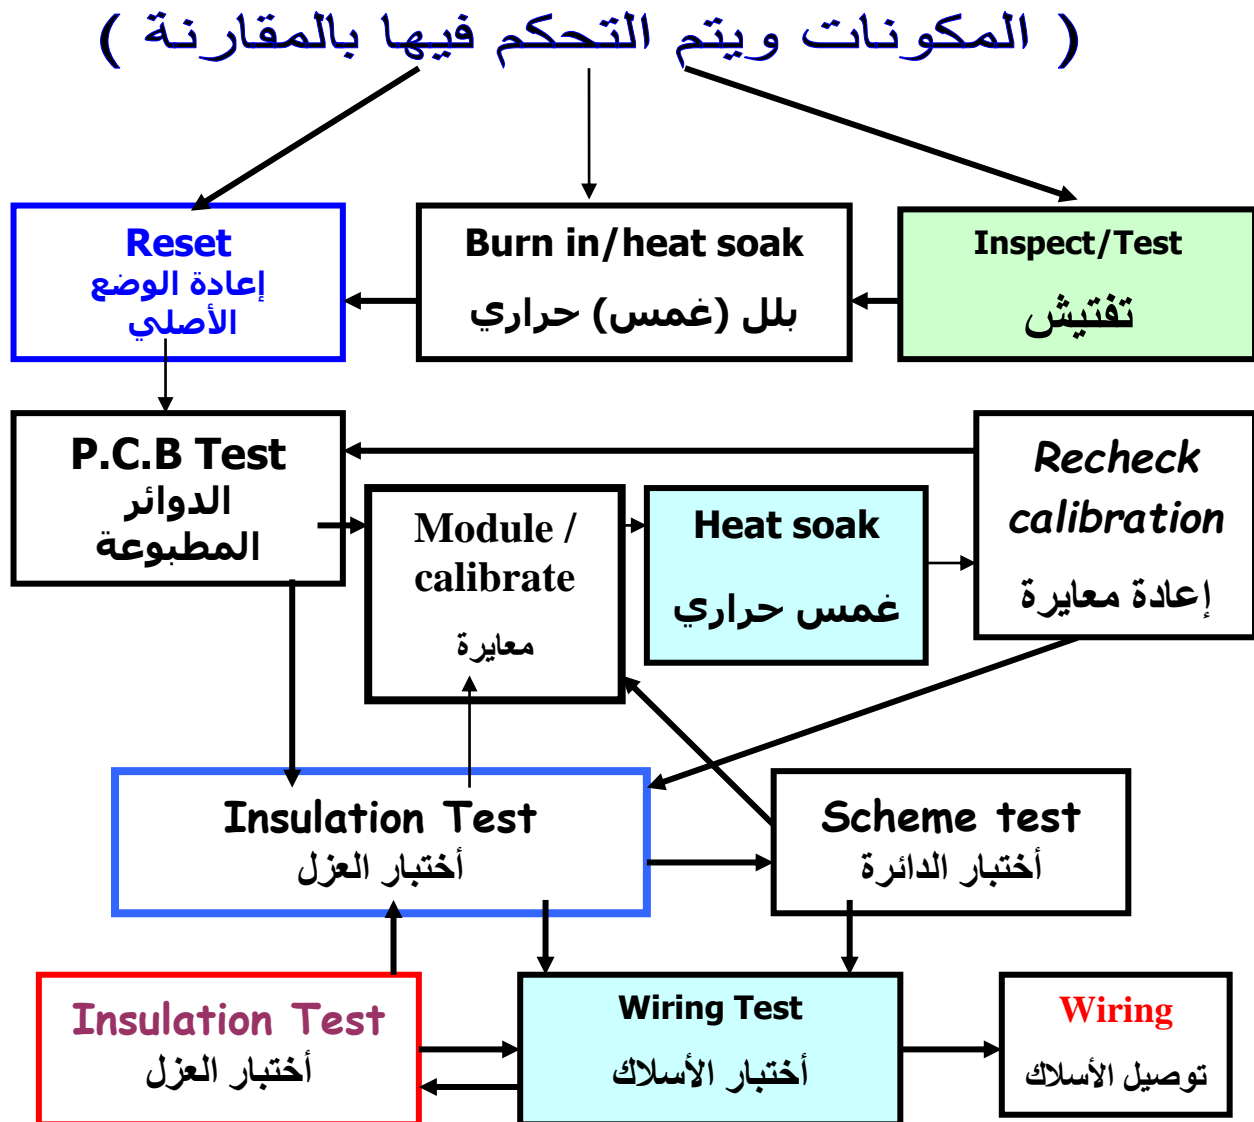 ( المكونات ويتم التحكم فيها بالمقارنة )
Reset
إعادة الوضع
الأصلي
Burn in/heat soak
بلل (غمس) حراري
Inspect/Test
تفتيش
P.C.B Test
الدوائر
المطبوعة
Module /
calibrate
معايرة
Heat soak
غمس حراري
Recheck
calibration
إعادة معايرة
Insulation Test
أختبار العزل
Scheme test
أختبار الدائرة
Insulation Test
أختبار العزل
Wiring Test
أختبار الأسلاك
Wiring
توصيل الأسلاك